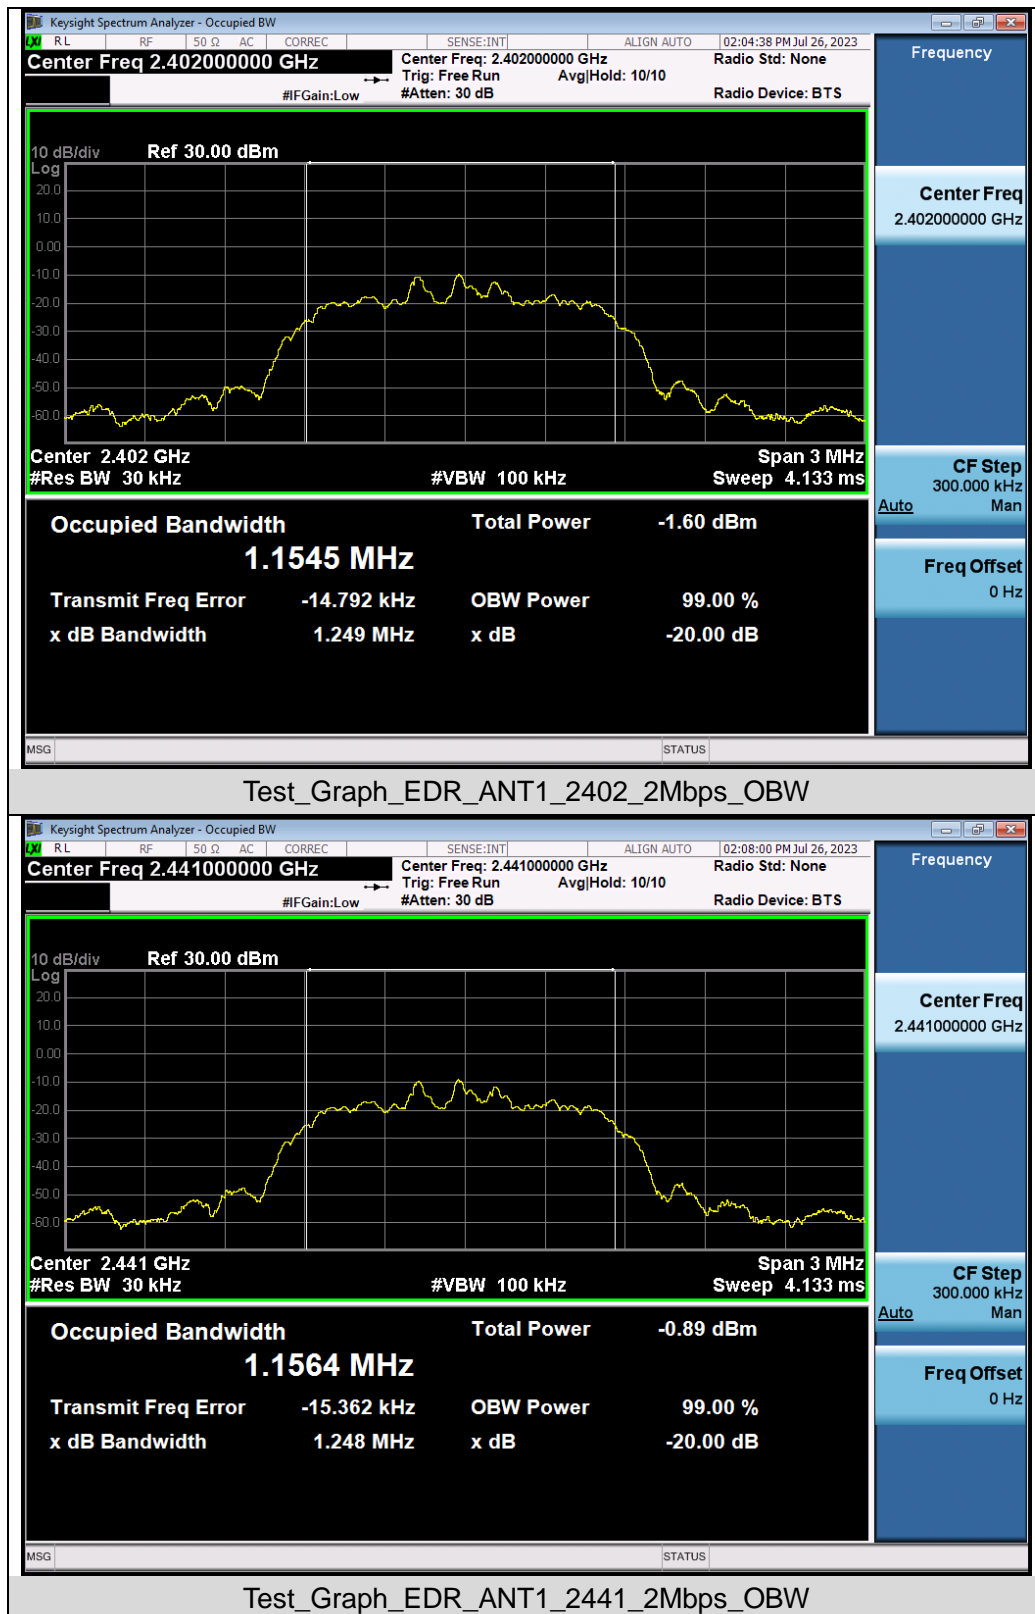 Keysight Spectrum Analyzer - Occupied BW
LXI RL RF 50 Ω AC CORREC SENSE:INT ALIGN AUTO 02:04:38 PM Jul 26, 2023
Center Freq 2.402000000 GHz
Center Freq: 2.402000000 GHz
Radio Std: None
Trig: Free Run Avg|Hold: 10/10
#IFGain:Low
#Atten: 30 dB
Radio Device: BTS
Frequency
10 dB/div Ref 30.00 dBm
Log
20.0
10.0
0.00
-10.0
-20.0
-30.0
-40.0
-50.0
-60.0
Center 2.402 GHz Span 3 MHz
#Res BW 30 kHz #VBW 100 kHz Sweep 4.133 ms
Center Freq
2.402000000 GHz
CF Step
300.000 kHz
Auto Man
Freq Offset
0 Hz
Occupied Bandwidth Total Power -1.60 dBm
1.1545 MHz
Transmit Freq Error -14.792 kHz OBW Power 99.00 %
x dB Bandwidth 1.249 MHz x dB -20.00 dB
MSG STATUS
Test_Graph_EDR_ANT1_2402_2Mbps_OBW
Keysight Spectrum Analyzer - Occupied BW
LXI RL RF 50 Ω AC CORREC SENSE:INT ALIGN AUTO 02:08:00 PM Jul 26, 2023
Center Freq 2.441000000 GHz
Center Freq: 2.441000000 GHz
Radio Std: None
Trig: Free Run Avg|Hold: 10/10
#IFGain:Low
#Atten: 30 dB
Radio Device: BTS
Frequency
10 dB/div Ref 30.00 dBm
Log
20.0
10.0
0.00
-10.0
-20.0
-30.0
-40.0
-50.0
-60.0
Center 2.441 GHz Span 3 MHz
#Res BW 30 kHz #VBW 100 kHz Sweep 4.133 ms
Center Freq
2.441000000 GHz
CF Step
300.000 kHz
Auto Man
Freq Offset
0 Hz
Occupied Bandwidth Total Power -0.89 dBm
1.1564 MHz
Transmit Freq Error -15.362 kHz OBW Power 99.00 %
x dB Bandwidth 1.248 MHz x dB -20.00 dB
MSG STATUS
Test_Graph_EDR_ANT1_2441_2Mbps_OBW